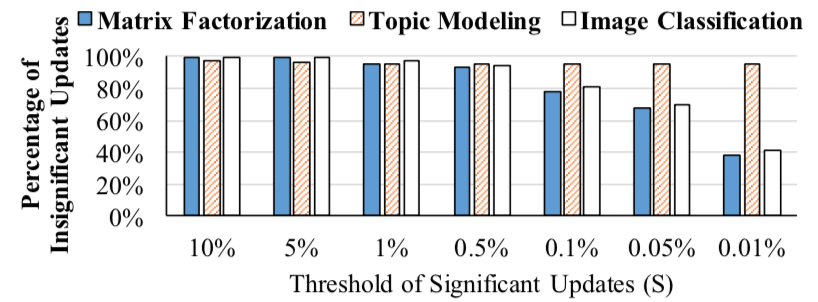 Matrix Factorization Topic Modeling Image Classification
Percentage of
Insignificant Updates
100%
80%
60%
40%
20%
0%
10% 5% 1% 0.5% 0.1% 0.05% 0.01%
Threshold of Significant Updates (S)